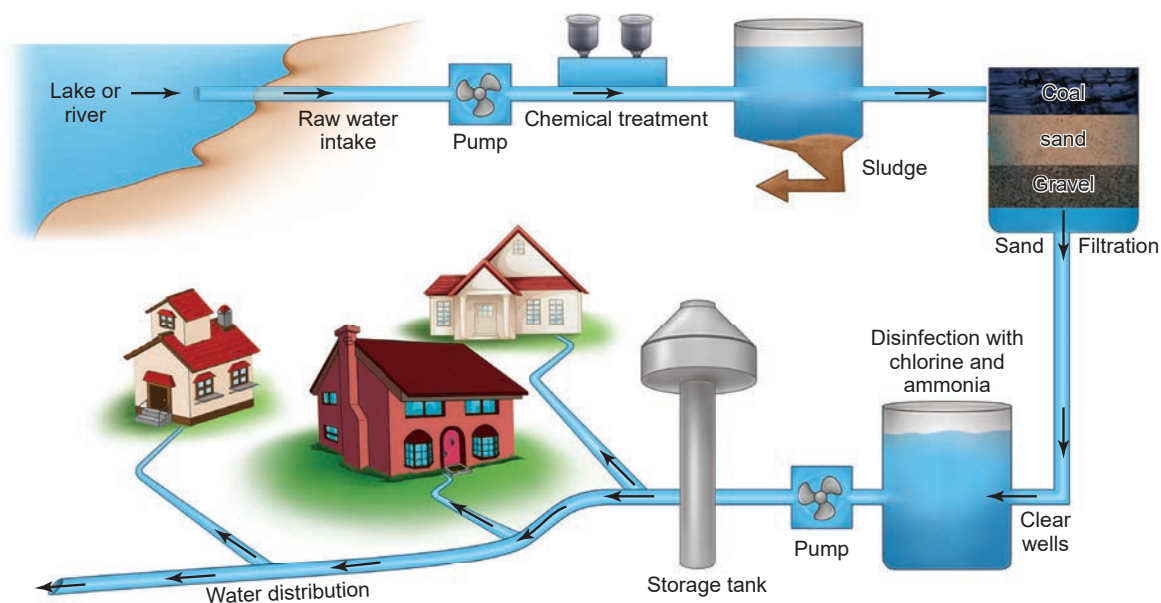 Lake or
river
Raw water
intake
Pump
Chemical treatment
Sludge
Coal
sand
Gravel
Sand Filtration
Disinfection with
chlorine and
ammonia
Clear
wells
Pump
Storage tank
Water distribution